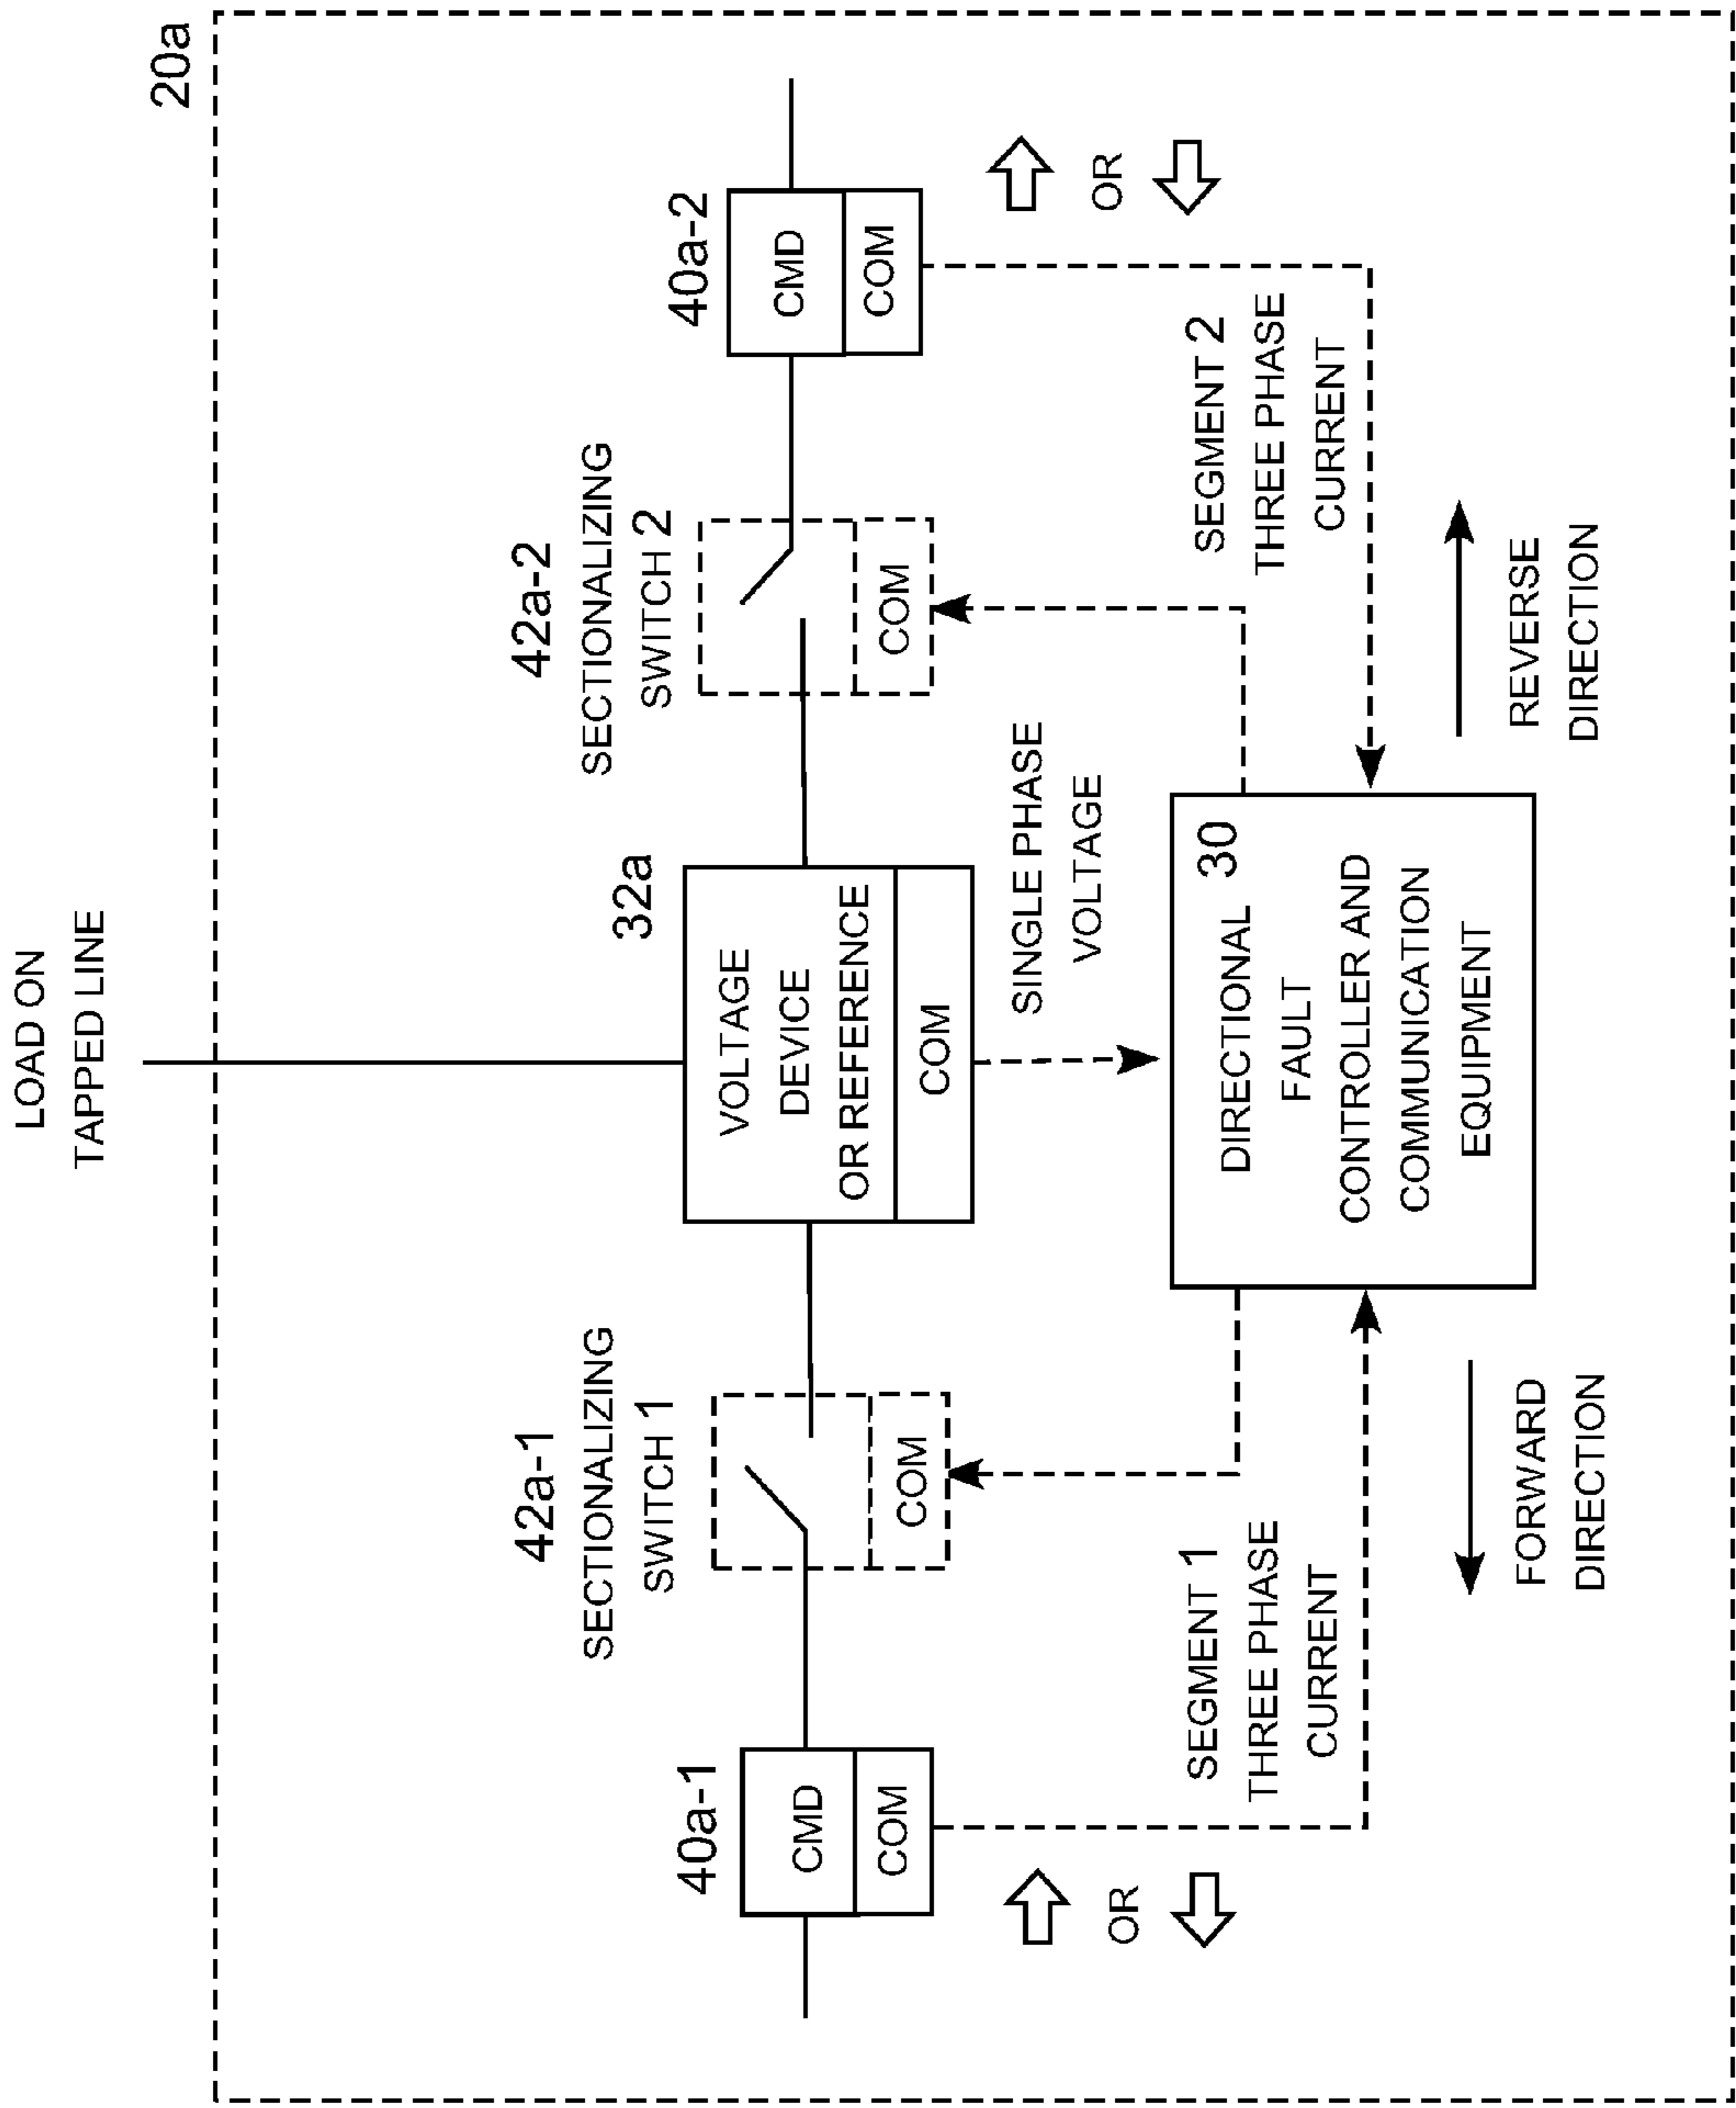 LOAD ON
TAPPED LINE
20a
40a-1
CMD
COM
42a-1
SECTIONALIZING
SWITCH 1
COM
32a
VOLTAGE
DEVICE
OR REFERENCE
COM
42a-2
SECTIONALIZING
SWITCH 2
COM
40a-2
CMD
COM
OR
SEGMENT 1
THREE PHASE
CURRENT
SINGLE PHASE
VOLTAGE
SEGMENT 2
THREE PHASE
CURRENT
OR
DIRECTIONAL 30
FAULT
CONTROLLER AND
COMMUNICATION
EQUIPMENT
FORWARD
DIRECTION
REVERSE
DIRECTION